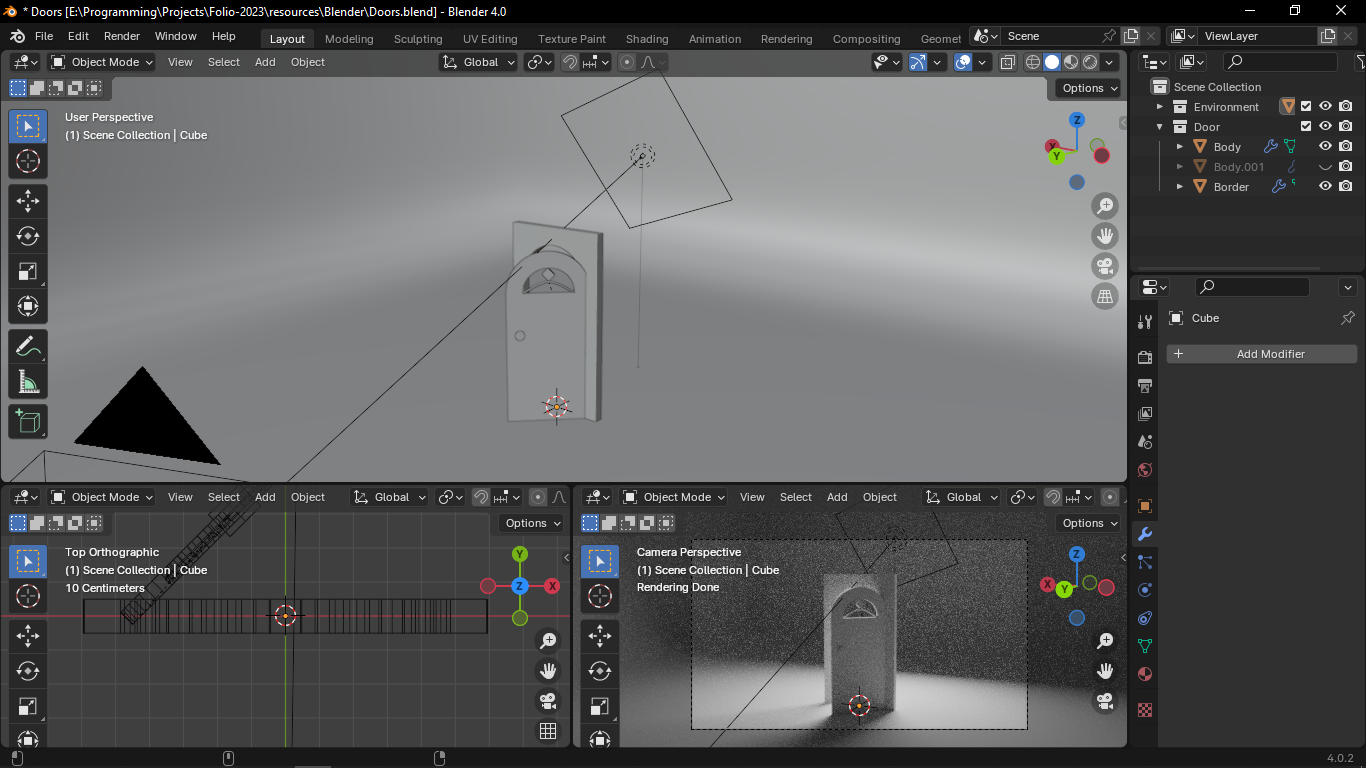 * Doors [E:\Programming\Projects\Folio-2023\resources\Blender\Doors.blend] - Blender 4.0
File Edit Render Window Help Layout Modeling Sculpting UV Editing Texture Paint Shading Animation Rendering Compositing Geomet Scene ViewLayer
Object Mode View Select Add Object Global
Options
User Perspective
(1) Scene Collection | Cube
Z
X
Y
Scene Collection
Environment
Door
Body
Body.001
Border
Cube
+ Add Modifier
Object Mode View Select Add Object Global
Options
Top Orthographic
(1) Scene Collection | Cube
10 Centimeters
Y
Z
X
Object Mode View Select Add Object Global
Options
Camera Perspective
(1) Scene Collection | Cube
Rendering Done
Z
X
Y
4.0.2